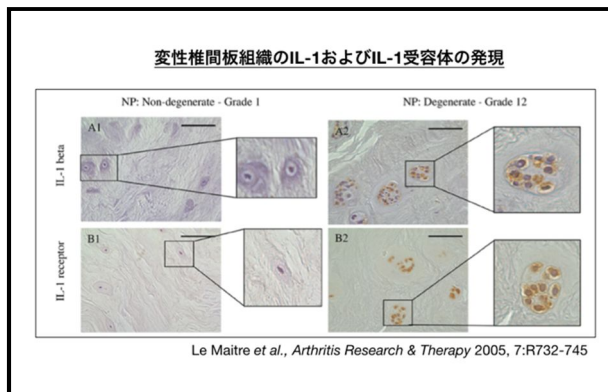 変性椎間板組織のIL-1およびIL-1受容体の発現
NP: Non-degenerate - Grade 1
NP: Degenerate - Grade 12
IL-1 beta
A1
A2
IL-1 receptor
B1
B2
Le Maitre et al., Arthritis Research & Therapy 2005, 7:R732-745